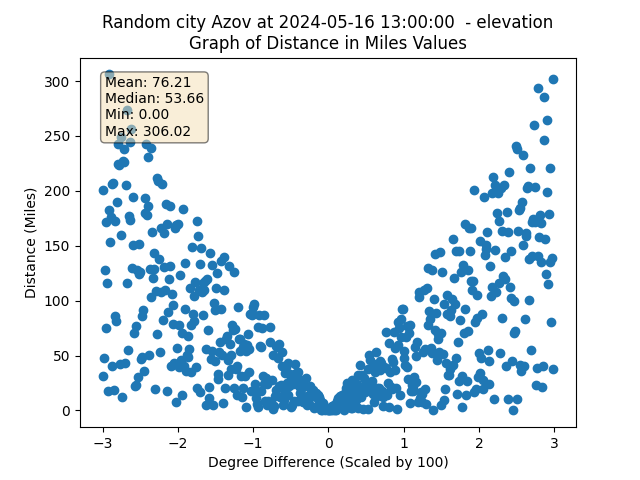 Random city Azov at 2024-05-16 13:00:00  - elevation
Graph of Distance in Miles Values
Mean: 76.21
Median: 53.66
Min: 0.00
Max: 306.02
300
250
200
150
100
50
0
Distance (Miles)
−3 −2 −1 0 1 2 3
Degree Difference (Scaled by 100)